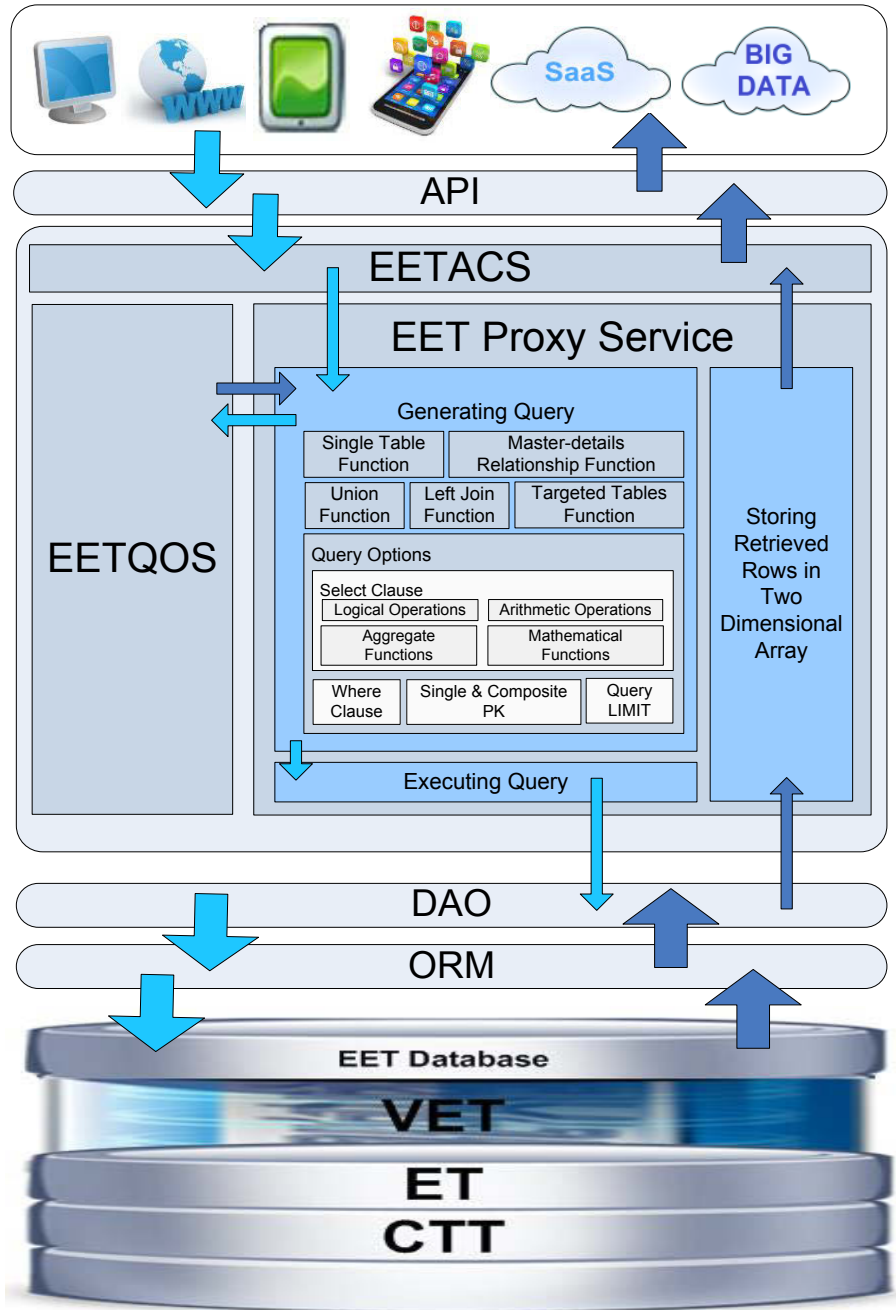 WWW
SaaS
BIG
DATA
API
EETACS
EETQOS
EET Proxy Service
Generating Query
Single Table
Function
Master-details
Relationship Function
Union
Function
Left Join
Function
Targeted Tables
Function
Query Options
Select Clause
Logical Operations
Arithmetic Operations
Aggregate
Functions
Mathematical
Functions
Where
Clause
Single & Composite
PK
Query
LIMIT
Executing Query
Storing
Retrieved
Rows in
Two
Dimensional
Array
DAO
ORM
EET Database
VET
ET
CTT